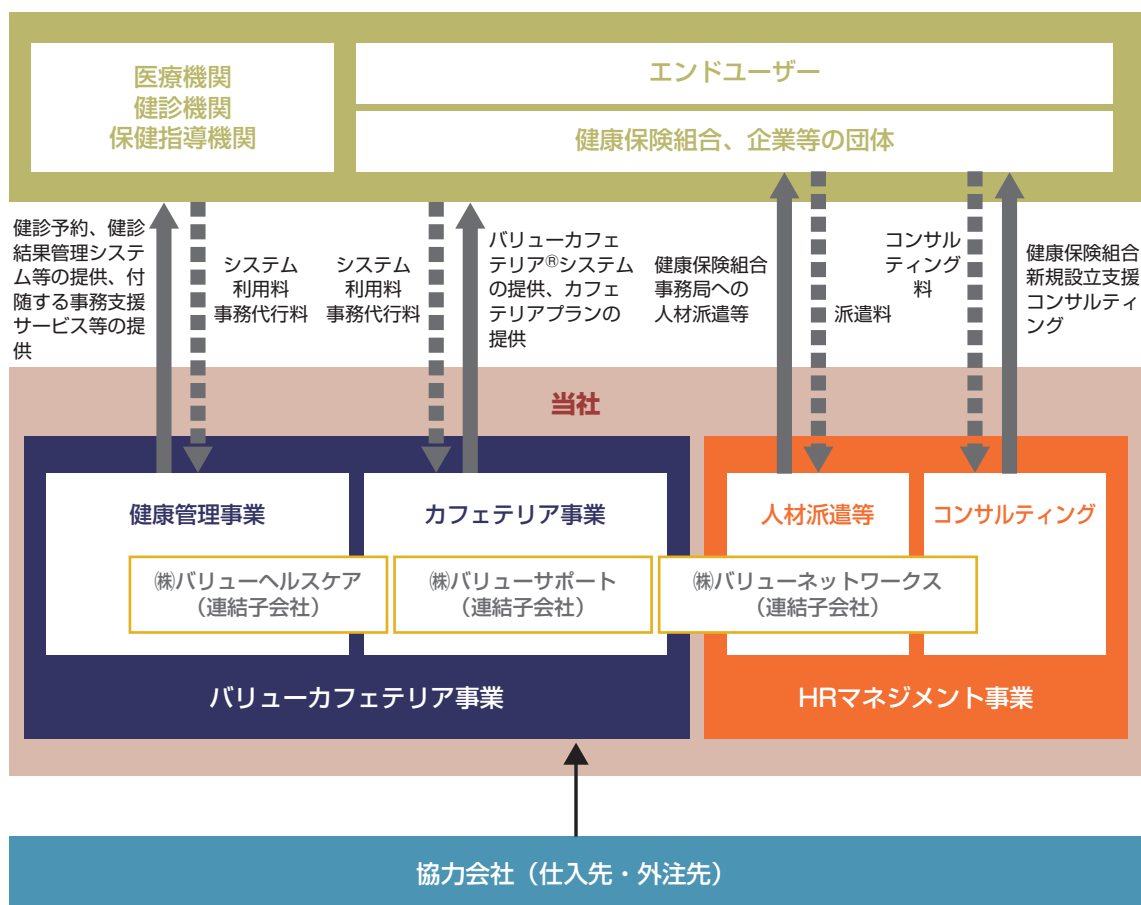 医療機関
健診機関
保健指導機関
エンドユーザー
健康保険組合、企業等の団体
健診予約、健診
結果管理システ
ム等の提供、付
随する事務支援
サービス等の提
供
システム
利用料
事務代行料
システム
利用料
事務代行料
バリューカフェ
テリア®システム
の提供、カフェ
テリアプランの
提供
健康保険組合
事務局への
人材派遣等
派遣料
コンサル
ティング
料
健康保険組合
新規設立支援
コンサルティ
ング
当社
健康管理事業
カフェテリア事業
人材派遣等
コンサルティング
㈱バリューヘルスケア
（連結子会社）
㈱バリューサポート
（連結子会社）
㈱バリューネットワークス
（連結子会社）
バリューカフェテリア事業
HRマネジメント事業
協力会社（仕入先・外注先）